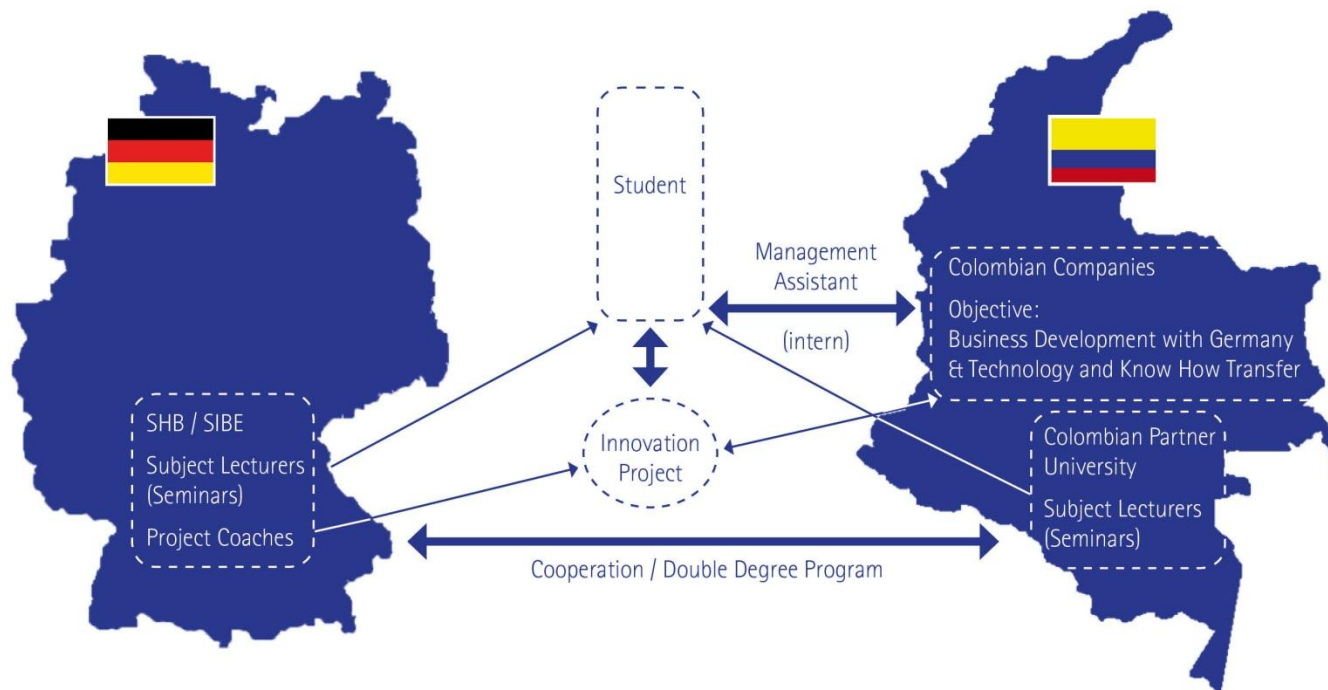 Student
Management
Assistant
(intern)
Colombian Companies
Objective:
Business Development with Germany
& Technology and Know How Transfer
SHB / SIBE
Subject Lecturers
(Seminars)
Project Coaches
Innovation
Project
Colombian Partner
University
Subject Lecturers
(Seminars)
Cooperation / Double Degree Program